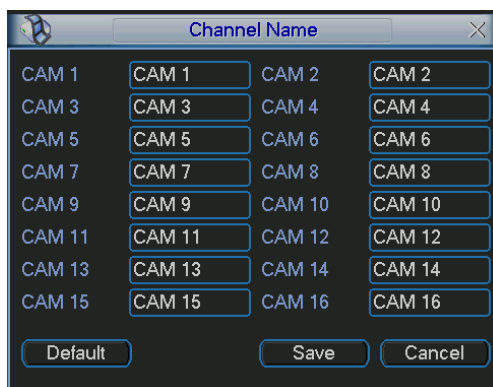 Channel Name
CAM 1 CAM 1 CAM 2 CAM 2
CAM 3 CAM 3 CAM 4 CAM 4
CAM 5 CAM 5 CAM 6 CAM 6
CAM 7 CAM 7 CAM 8 CAM 8
CAM 9 CAM 9 CAM 10 CAM 10
CAM 11 CAM 11 CAM 12 CAM 12
CAM 13 CAM 13 CAM 14 CAM 14
CAM 15 CAM 15 CAM 16 CAM 16
Default Save Cancel